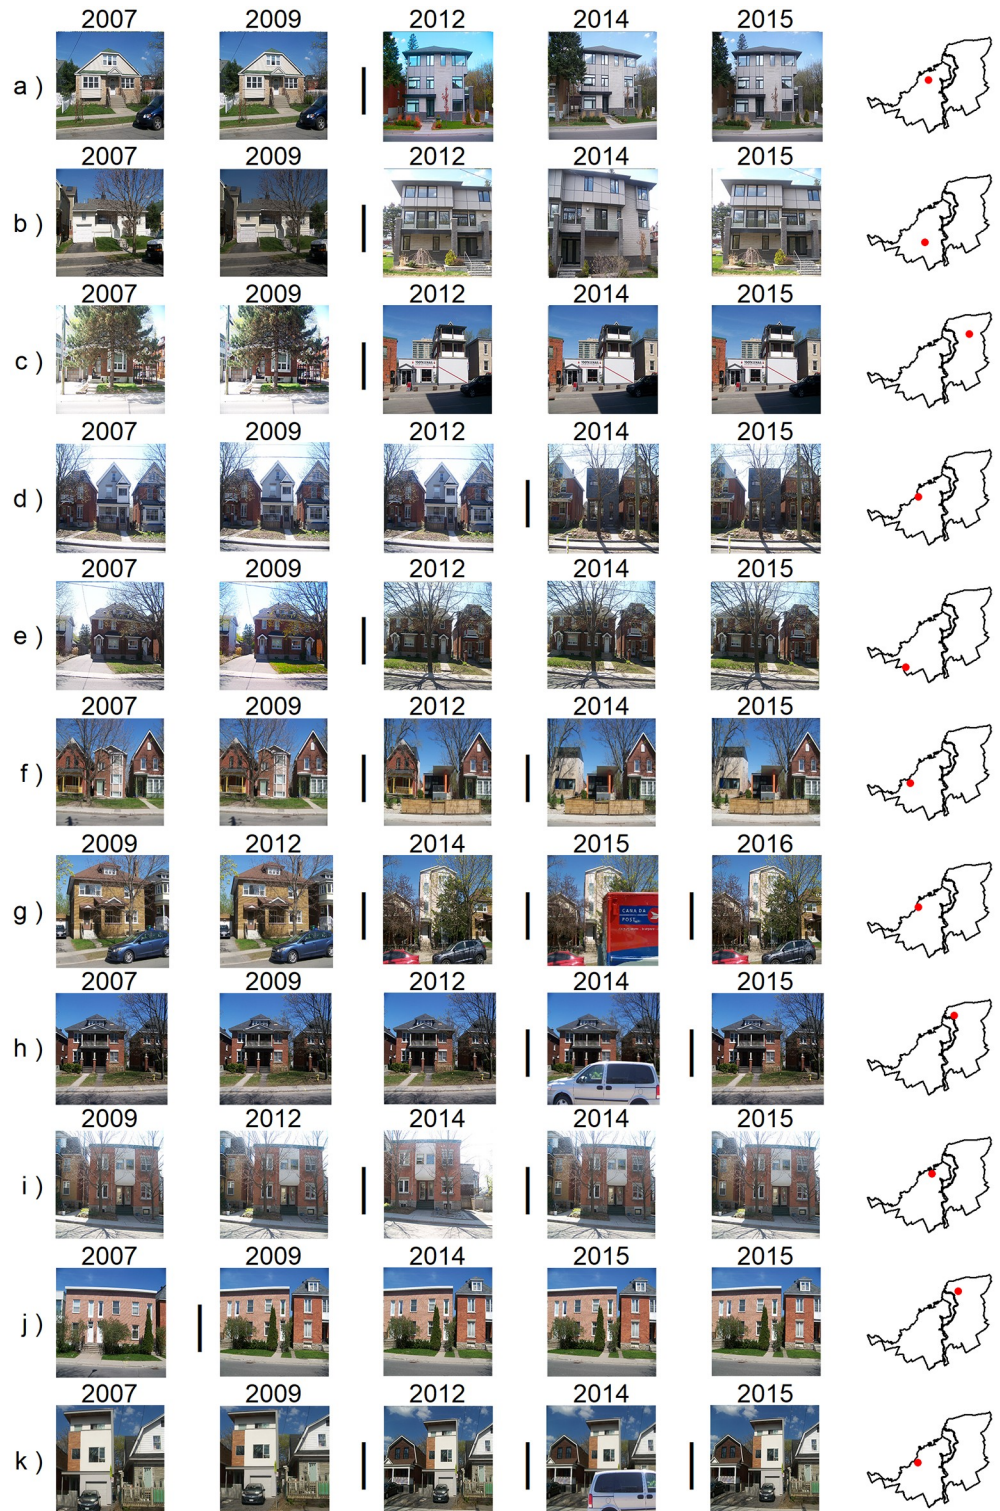 2007 2009 2012 2014 2015
a )
2007 2009 2012 2014 2015
b )
2007 2009 2012 2014 2015
c )
2007 2009 2012 2014 2015
d )
2007 2009 2012 2014 2015
e )
2007 2009 2012 2014 2015
f )
2009 2012 2014 2015 2016
g )
CANADA
POST
2007 2009 2012 2014 2015
h )
2009 2012 2014 2014 2015
i )
2007 2009 2014 2015 2015
j )
2007 2009 2012 2014 2015
k )